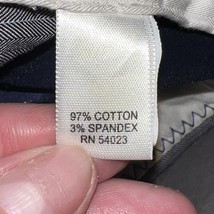 97% COTTON
3% SPANDEX
RN 54023